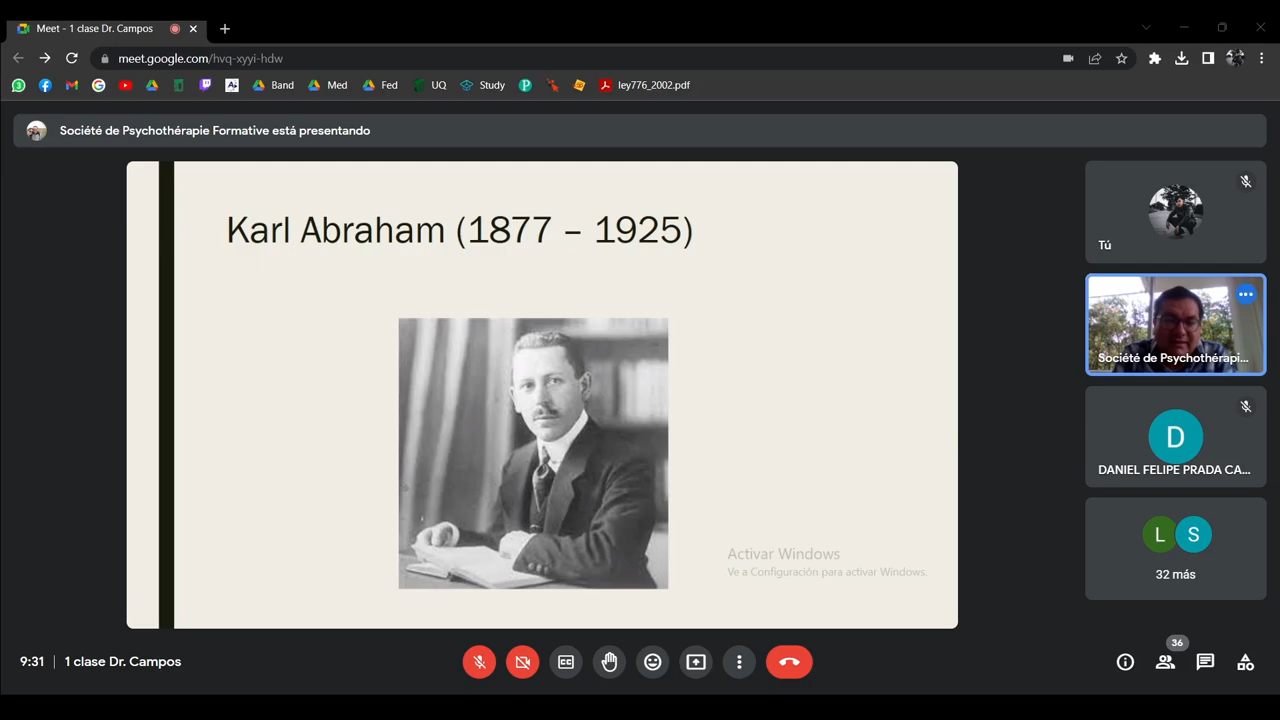 Meet - 1 clase Dr. Campos
meet.google.com/hvq-xyyi-hdw
Band
Med
Fed
UQ
Study
ley776_2002.pdf
Société de Psychothérapie Formative está presentando
Karl Abraham (1877 – 1925)
Activar Windows
Ve a Configuración para activar Windows.
Tú
Société de Psychothérapi...
D
DANIEL FELIPE PRADA CA...
L
S
32 más
9:31
1 clase Dr. Campos
36